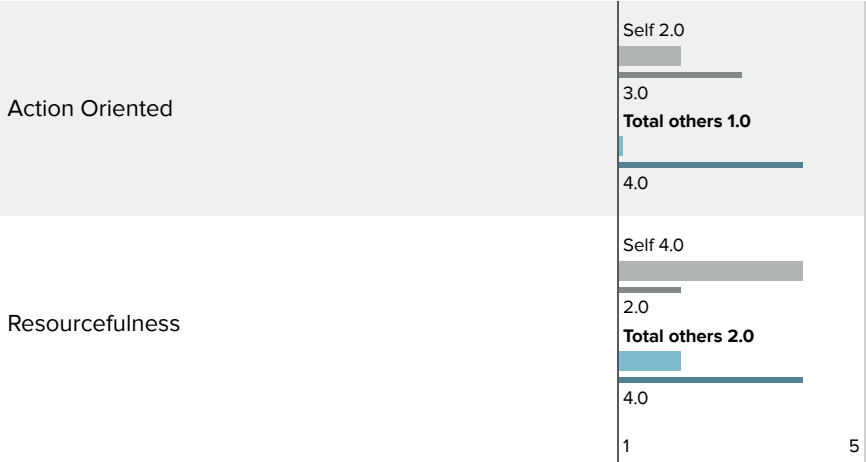 Action Oriented
Self 2.0
3.0
Total others 1.0
4.0
Resourcefulness
Self 4.0
2.0
Total others 2.0
4.0
1 5